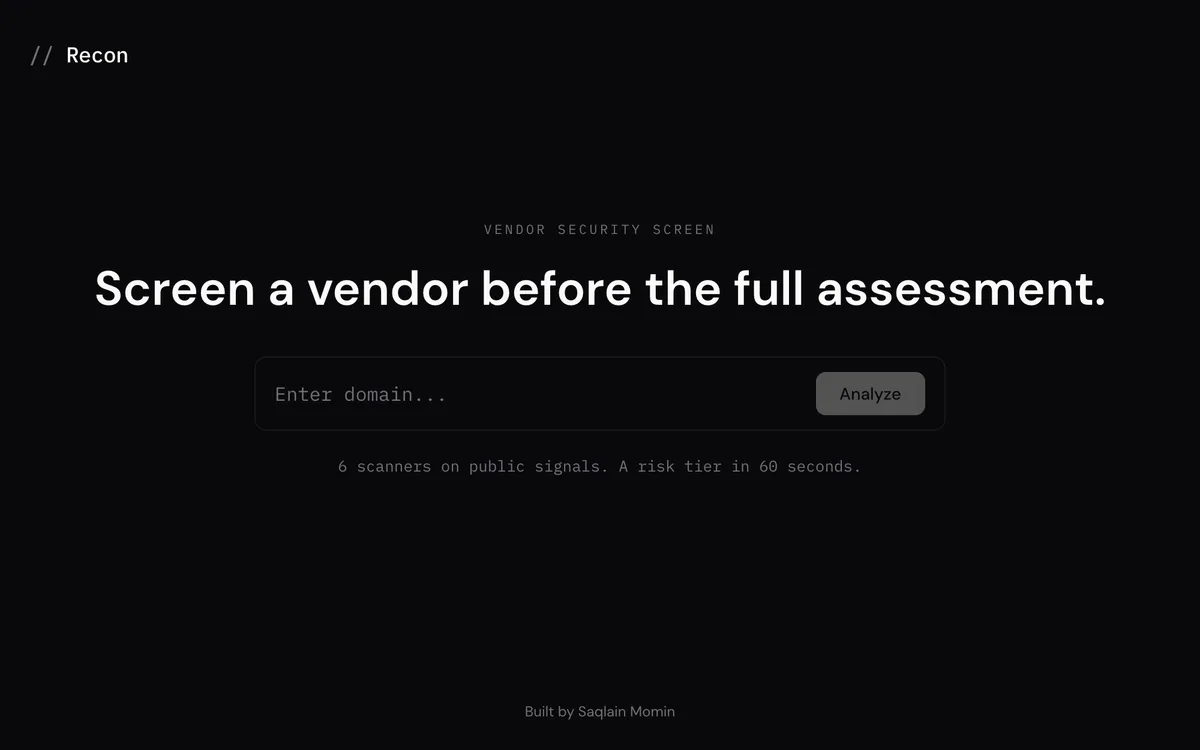 // Recon
VENDOR SECURITY SCREEN
Screen a vendor before the full assessment.
Enter domain...
Analyze
6 scanners on public signals. A risk tier in 60 seconds.
Built by Saqlain Momin